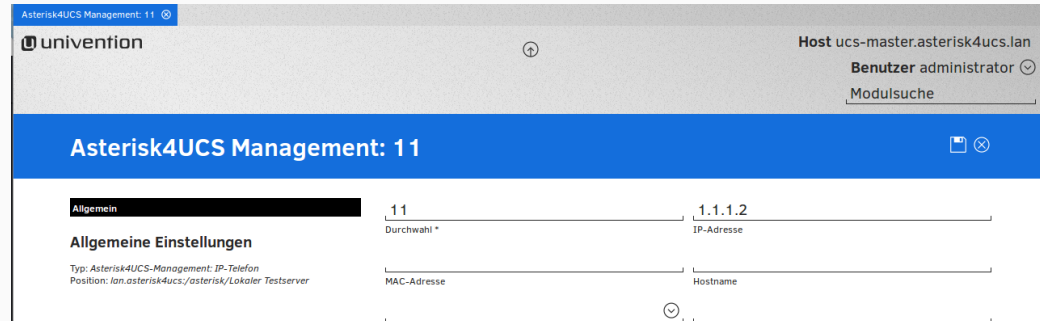 Asterisk4UCS Management: 11
univention
Host ucs-master.asterisk4ucs.lan
Benutzer administrator
Modulsuche
Asterisk4UCS Management: 11
Allgemein
Allgemeine Einstellungen
Typ: Asterisk4UCS-Management: IP-Telefon
Position: lan.asterisk4ucs:/asterisk/Lokaler Testserver
11
Durchwahl *
1.1.1.2
IP-Adresse
MAC-Adresse
Hostname